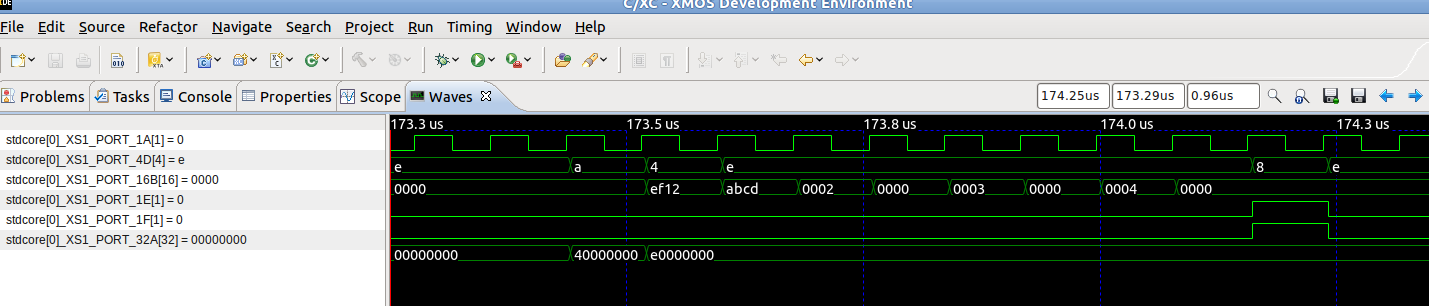 IDE
C/XC - XMOS Development Environment
File Edit Source Refactor Navigate Search Project Run Timing Window Help
010 XTA
Problems Tasks Console Properties Scope Waves 174.25us 173.29us 0.96us
173.3 us 173.5 us 173.8 us 174.0 us 174.3 us
stdcore[0]_XS1_PORT_1A[1] = 0
stdcore[0]_XS1_PORT_4D[4] = e e a 4 e 8 e
stdcore[0]_XS1_PORT_16B[16] = 0000 0000 ef12 abcd 0002 0000 0003 0000 0004 0000
stdcore[0]_XS1_PORT_1E[1] = 0
stdcore[0]_XS1_PORT_1F[1] = 0
stdcore[0]_XS1_PORT_32A[32] = 00000000 00000000 40000000 e0000000